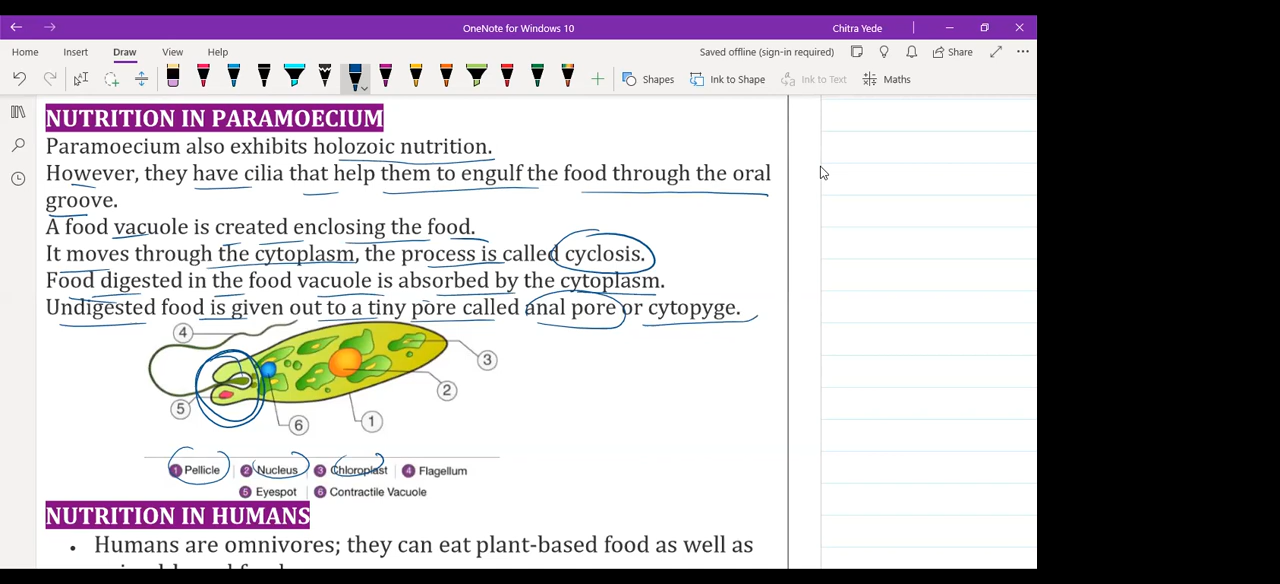 OneNote for Windows 10
Chitra Yede
Home Insert Draw View Help
Saved offline (sign-in required)
Share
Shapes
Ink to Shape
Ink to Text
Maths
NUTRITION IN PARAMOECIUM
Paramoecium also exhibits holozoic nutrition.
However, they have cilia that help them to engulf the food through the oral
groove.
A food vacuole is created enclosing the food.
It moves through the cytoplasm, the process is called cyclosis.
Food digested in the food vacuole is absorbed by the cytoplasm.
Undigested food is given out to a tiny pore called anal pore or cytopyge.
4
3
2
5
1
6
1 Pellicle 2 Nucleus 3 Chloroplast 4 Flagellum
5 Eyespot 6 Contractile Vacuole
NUTRITION IN HUMANS
• Humans are omnivores; they can eat plant-based food as well as